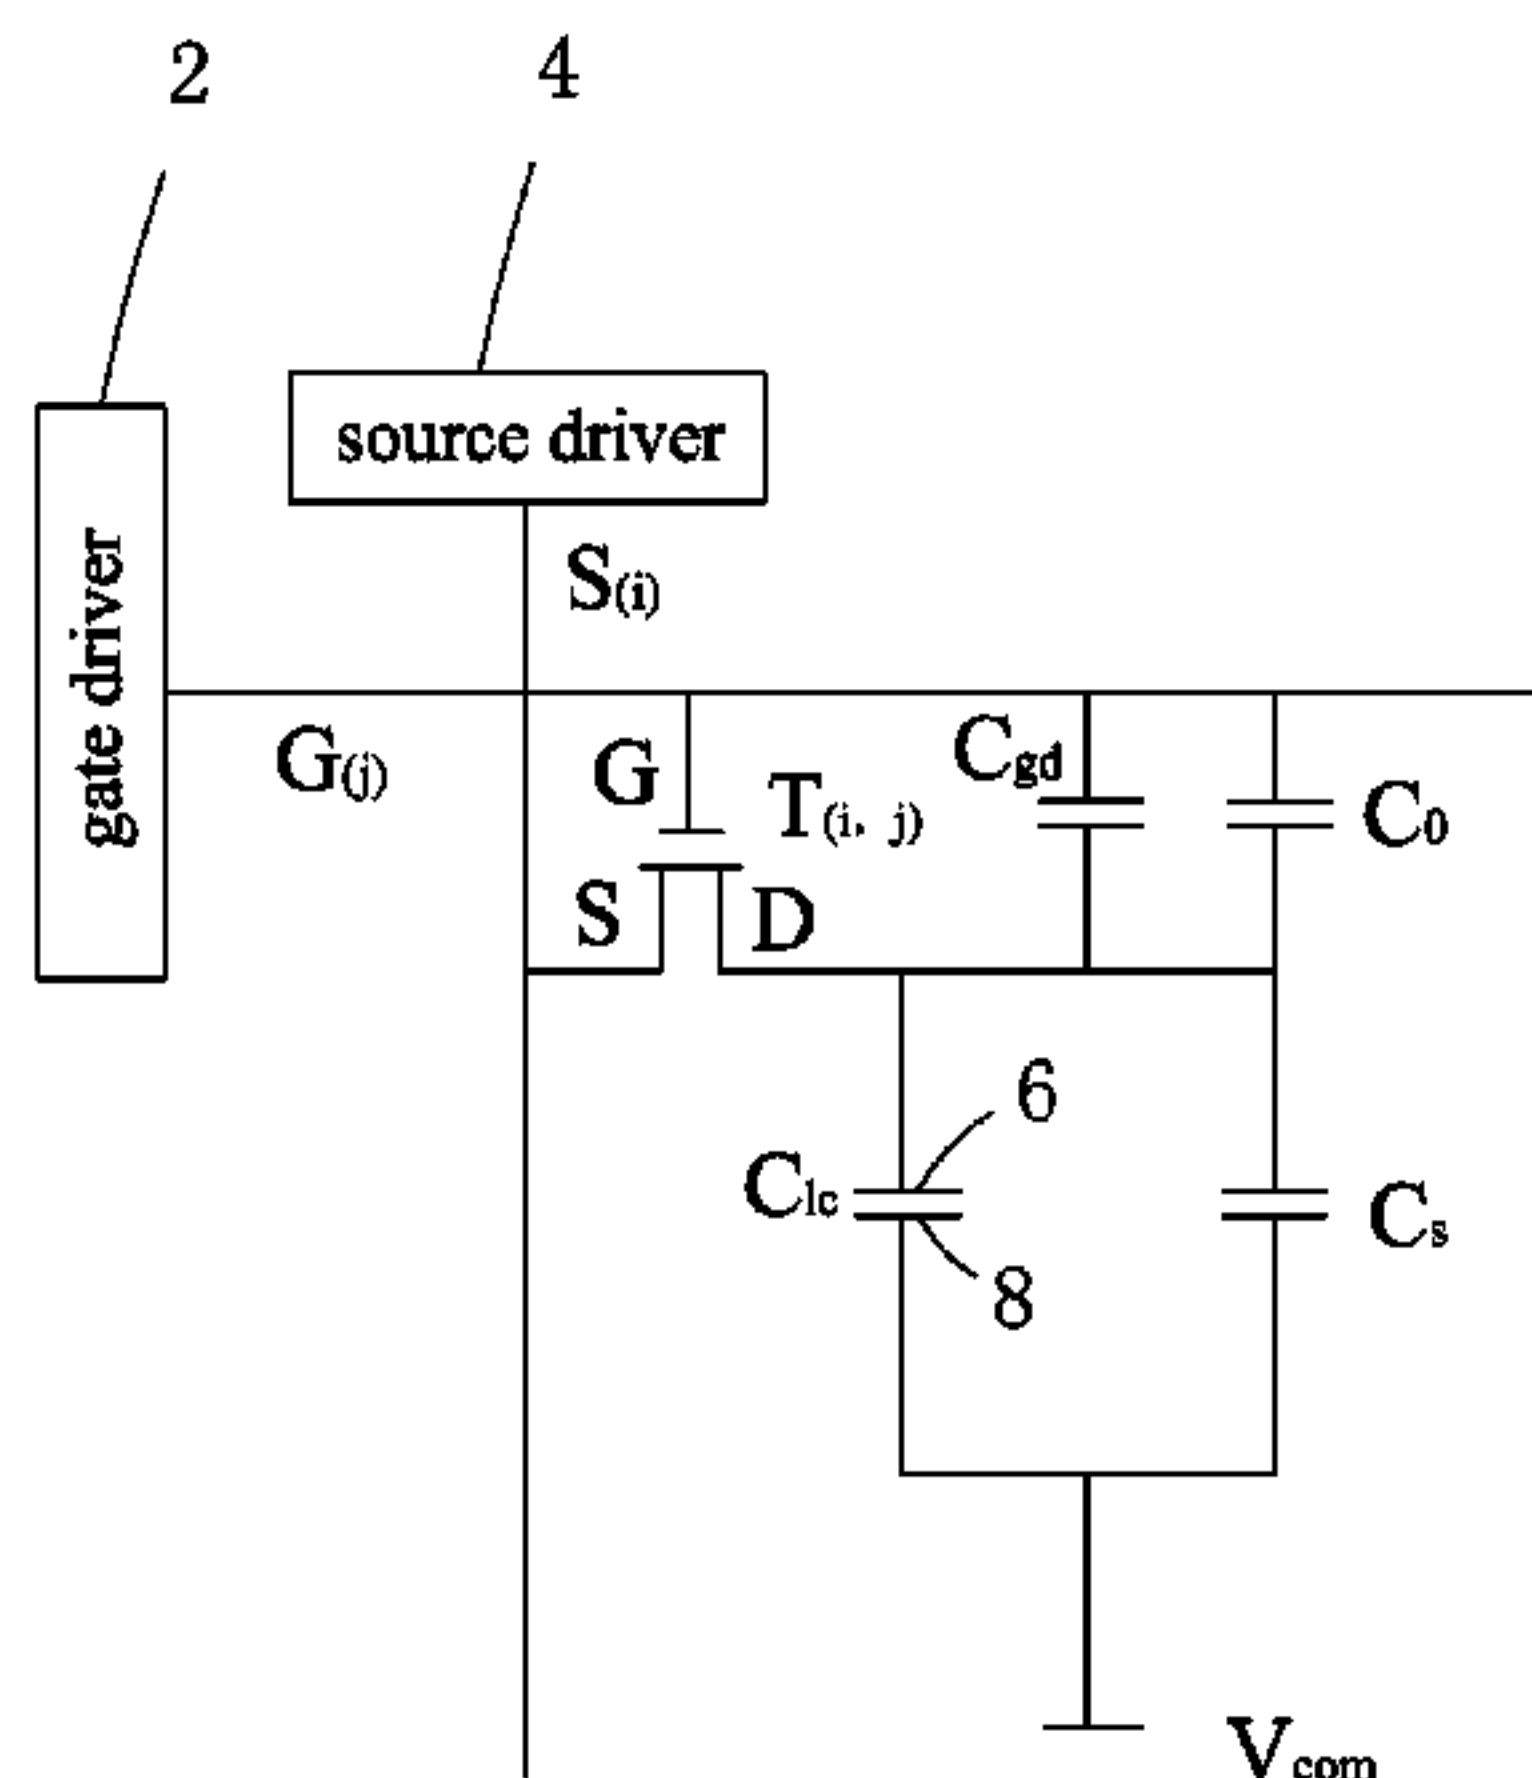 2
4
source driver
gate driver
S(i)
G(j)
G
T(i, j)
Cgd
C0
S
D
6
Clc
Cs
8
Vcom